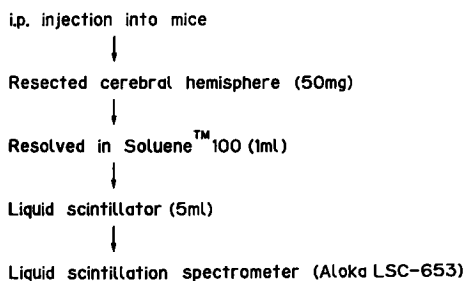 i.p. injection into mice
Resected cerebral hemisphere (50mg)
Resolved in Soluene™100 (1ml)
Liquid scintillator (5ml)
Liquid scintillation spectrometer (Aloka LSC-653)